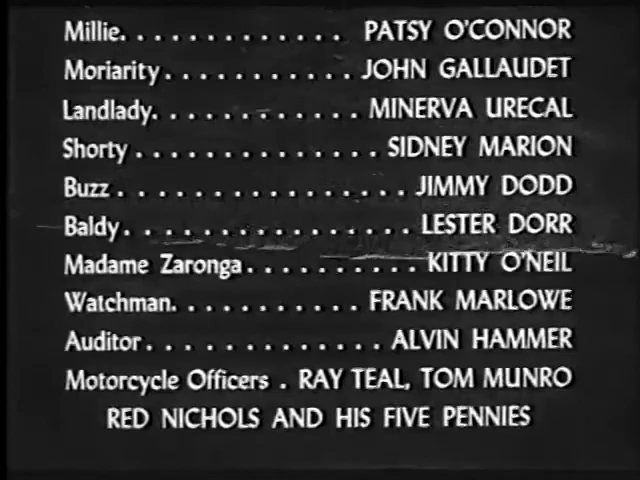 Millie. . . . . . . . . . . . . PATSY O'CONNOR
Moriarity . . . . . . . . . . . JOHN GALLAUDET
Landlady. . . . . . . . . . . . MINERVA URECAL
Shorty . . . . . . . . . . . . . . SIDNEY MARION
Buzz . . . . . . . . . . . . . . . . . JIMMY DODD
Baldy . . . . . . . . . . . . . . . . . LESTER DORR
Madame Zaronga . . . . . . . . . . KITTY O'NEIL
Watchman. . . . . . . . . . . . FRANK MARLOWE
Auditor . . . . . . . . . . . . . . ALVIN HAMMER
Motorcycle Officers . RAY TEAL, TOM MUNRO
RED NICHOLS AND HIS FIVE PENNIES